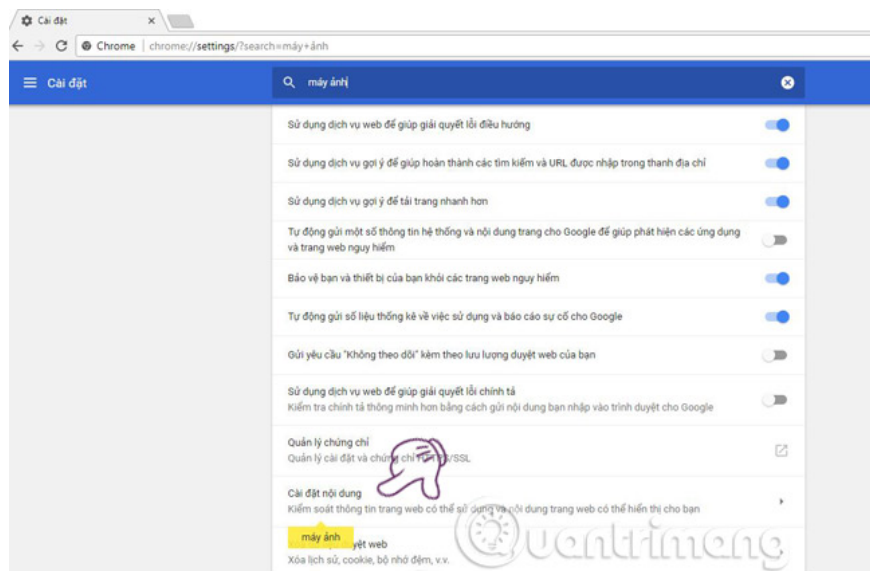 Cài đặt
Chrome | chrome://settings/?search=máy+ảnh
Cài đặt
máy ảnh
Sử dụng dịch vụ web để giúp giải quyết lỗi điều hướng
Sử dụng dịch vụ gợi ý để giúp hoàn thành các tìm kiếm và URL được nhập trong thanh địa chỉ
Sử dụng dịch vụ gợi ý để tải trang nhanh hơn
Tự động gửi một số thông tin hệ thống và nội dung trang cho Google để giúp phát hiện các ứng dụng
và trang web nguy hiểm
Bảo vệ bạn và thiết bị của bạn khỏi các trang web nguy hiểm
Tự động gửi số liệu thống kê về việc sử dụng và báo cáo sự cố cho Google
Gửi yêu cầu "Không theo dõi" kèm theo lưu lượng duyệt web của bạn
Sử dụng dịch vụ web để giúp giải quyết lỗi chính tả
Kiểm tra chính tả thông minh hơn bằng cách gửi nội dung bạn nhập vào trình duyệt cho Google
Quản lý chứng chỉ
Quản lý cài đặt và chứng chỉ HTTPS/SSL
Cài đặt nội dung
Kiểm soát thông tin trang web có thể sử dụng và nội dung trang web có thể hiển thị cho bạn
máy ảnh
duyệt web
Xóa lịch sử, cookie, bộ nhớ đệm, v.v.
Quantrimang